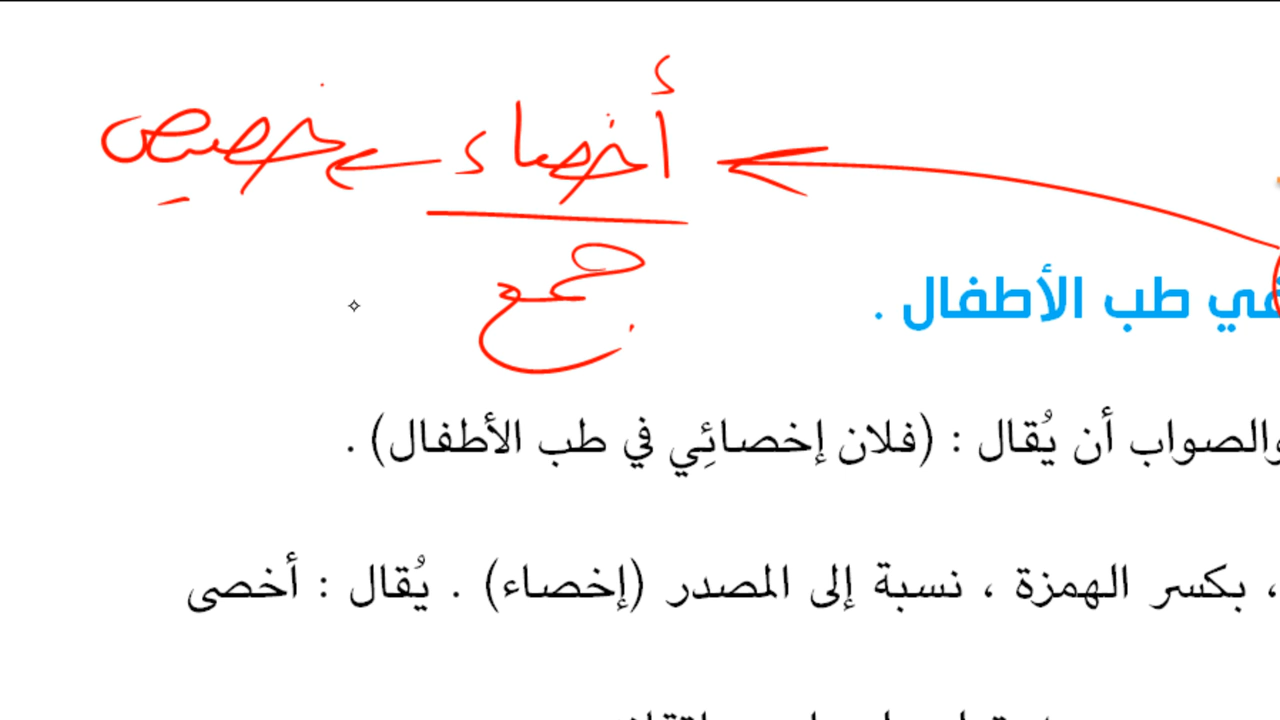 أخصاء خصيص
جمع
في طب الأطفال .
والصواب أن يُقال : (فلان إخصائِي في طب الأطفال) .
، بكسر الهمزة ، نسبة إلى المصدر (إخصاء) . يُقال : أخصى